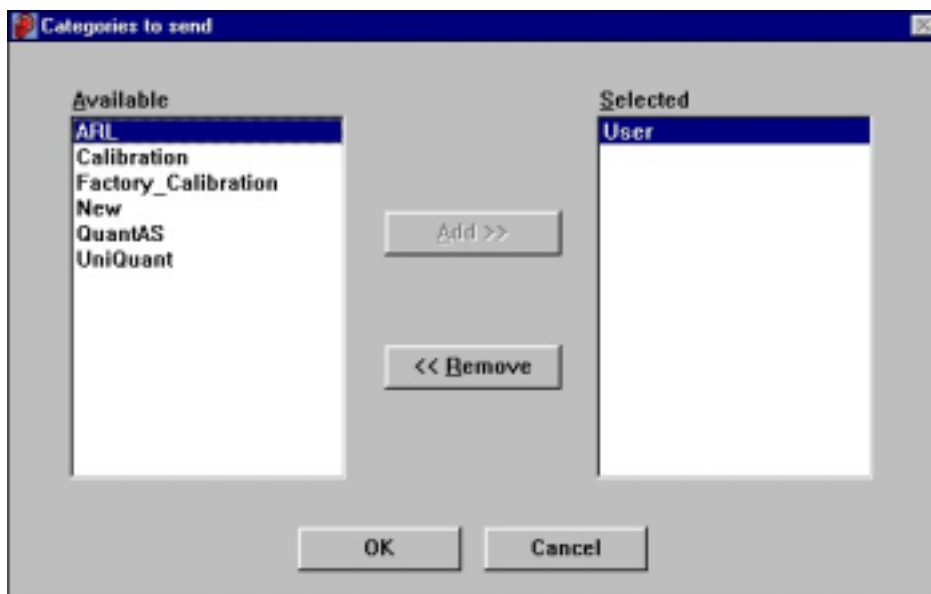 Categories to send
Available
ARL
Calibration
Factory_Calibration
New
QuantAS
UniQuant
Add >>
<< Remove
Selected
User
OK
Cancel